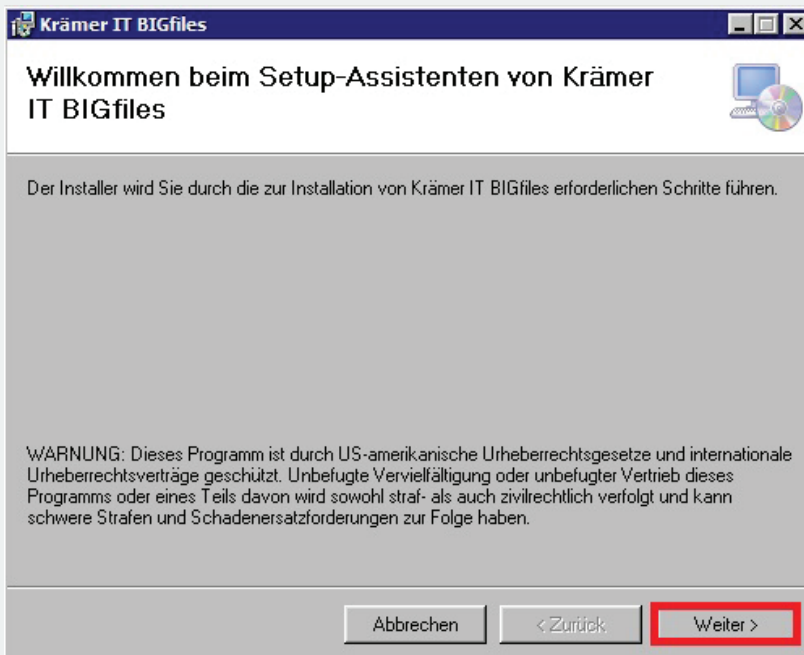 Krämer IT BIGfiles
Willkommen beim Setup-Assistenten von Krämer
IT BIGfiles
Der Installer wird Sie durch die zur Installation von Krämer IT BIGfiles erforderlichen Schritte führen.
WARNUNG: Dieses Programm ist durch US-amerikanische Urheberrechtsgesetze und internationale
Urheberrechtsverträge geschützt. Unbefugte Vervielfältigung oder unbefugter Vertrieb dieses
Programms oder eines Teils davon wird sowohl straf- als auch zivilrechtlich verfolgt und kann
schwere Strafen und Schadenersatzforderungen zur Folge haben.
Abbrechen < Zurück Weiter >